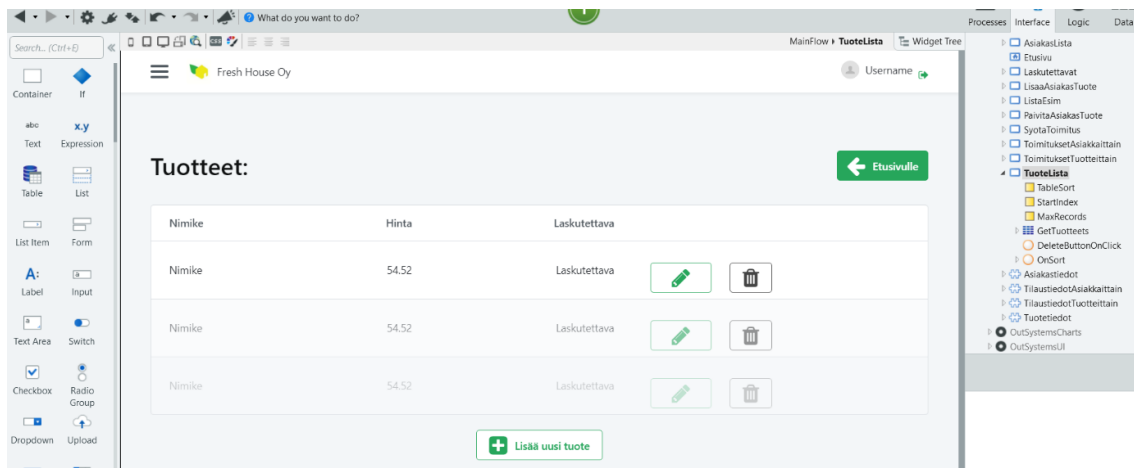 What do you want to do?
Processes Interface Logic Data
Search... (Ctrl+E)
MainFlow TuoteLista Widget Tree
Container If
abc x.y
Text Expression
Table List
List Item Form
A:
Label Input
Text Area Switch
Checkbox Radio Group
Dropdown Upload
Fresh House Oy
Username
Tuotteet:
Etusivulle
Nimike Hinta Laskutettava
Nimike 54.52 Laskutettava
Nimike 54.52 Laskutettava
Nimike 54.52 Laskutettava
Lisää uusi tuote
AsiakasLista
Etusivu
Laskutettavat
LisaaAsiakasTuote
ListaEsim
PaivitaAsiakasTuote
SyotaToimitus
ToimituksetAsiakkaittain
ToimituksetTuotteittain
TuoteLista
TableSort
StartIndex
MaxRecords
GetTuotteets
DeleteButtonOnClick
OnSort
Asiakastiedot
TilaustiedotAsiakkaittain
TilaustiedotTuotteittain
Tuotetiedot
OutSystemsCharts
OutSystemsUI